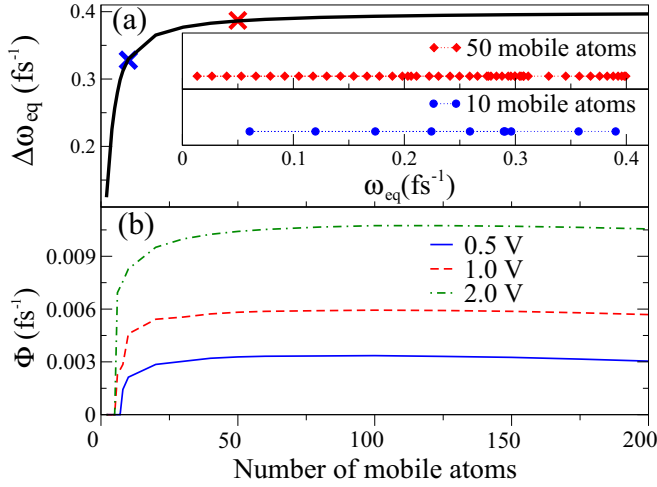 (a)
Δω_eq (fs⁻¹)
0.4
0.3
0.2
50 mobile atoms
10 mobile atoms
0 0.1 0.2 0.3 0.4
ω_eq(fs⁻¹)
(b)
Φ (fs⁻¹)
0.009
0.006
0.003
0
0.5 V
1.0 V
2.0 V
0 50 100 150 200
Number of mobile atoms